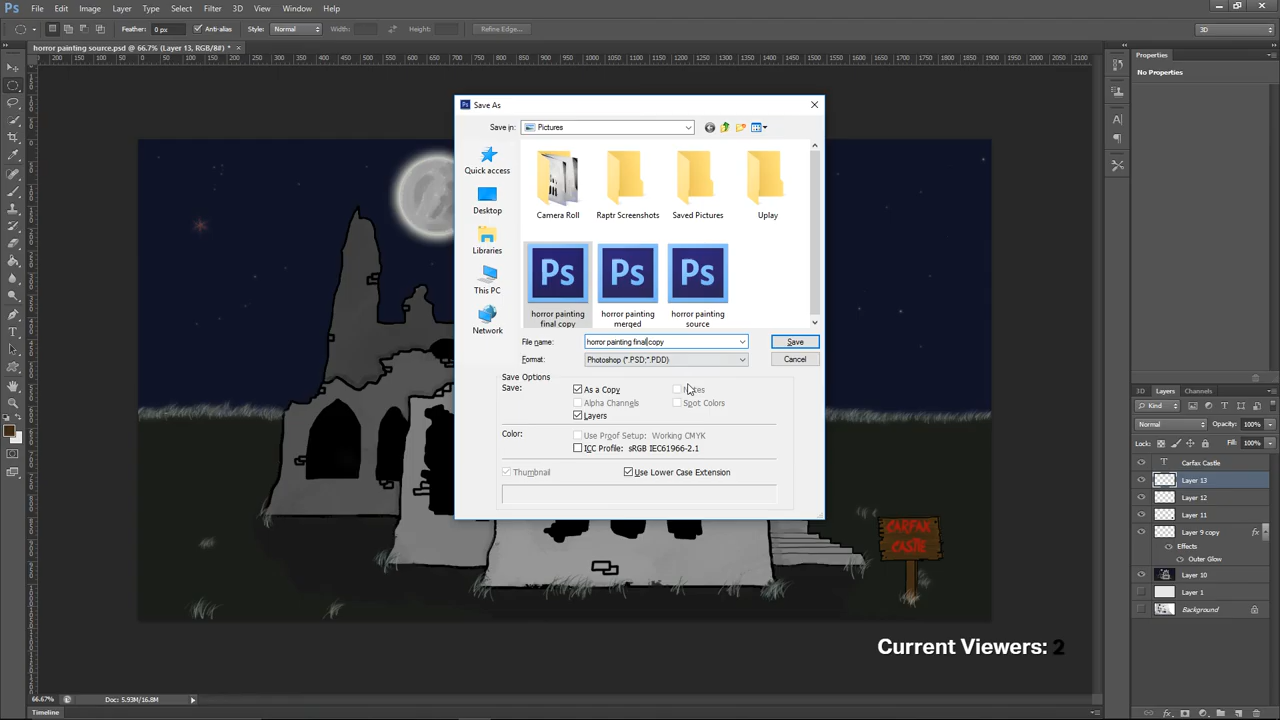 Ps File Edit Image Layer Type Select Filter 3D View Window Help
Feather: 0 px Anti-alias Style: Normal Width: Height: Refine Edge... 3D
horror painting source.psd @ 66.7% (Layer 13, RGB/8#) *
Save As
Save in: Pictures
Quick access
Desktop
Libraries
This PC
Network
Camera Roll
Raptr Screenshots
Saved Pictures
Uplay
Ps
horror painting
final copy
Ps
horror painting
merged
Ps
horror painting
source
File name: horror painting final copy
Save
Format: Photoshop (*.PSD;*.PDD)
Cancel
Save Options
Save:
As a Copy
Alpha Channels
Spot Colors
Layers
Color:
Use Proof Setup: Working CMYK
ICC Profile: sRGB IEC61966-2.1
Thumbnail
Use Lower Case Extension
CARFAX
CASTLE
Current Viewers: 2
Properties
No Properties
3D Layers Channels
Kind
Normal Opacity: 100%
Lock: Fill: 100%
Carfax Castle
Layer 13
Layer 12
Layer 11
Layer 9 copy fx
Effects
Outer Glow
Layer 10
Layer 1
Background
66.67% Doc: 5.93M/16.8M
Timeline